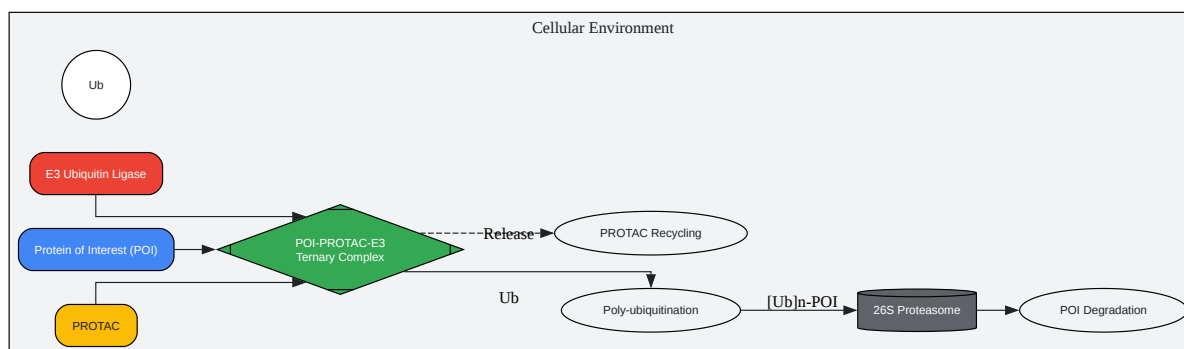 Cellular Environment
Ub
E3 Ubiquitin Ligase
Protein of Interest (POI)
PROTAC
POI-PROTAC-E3
Ternary Complex
Release
PROTAC Recycling
Ub
Poly-ubiquitination
[Ub]n-POI
26S Proteasome
POI Degradation